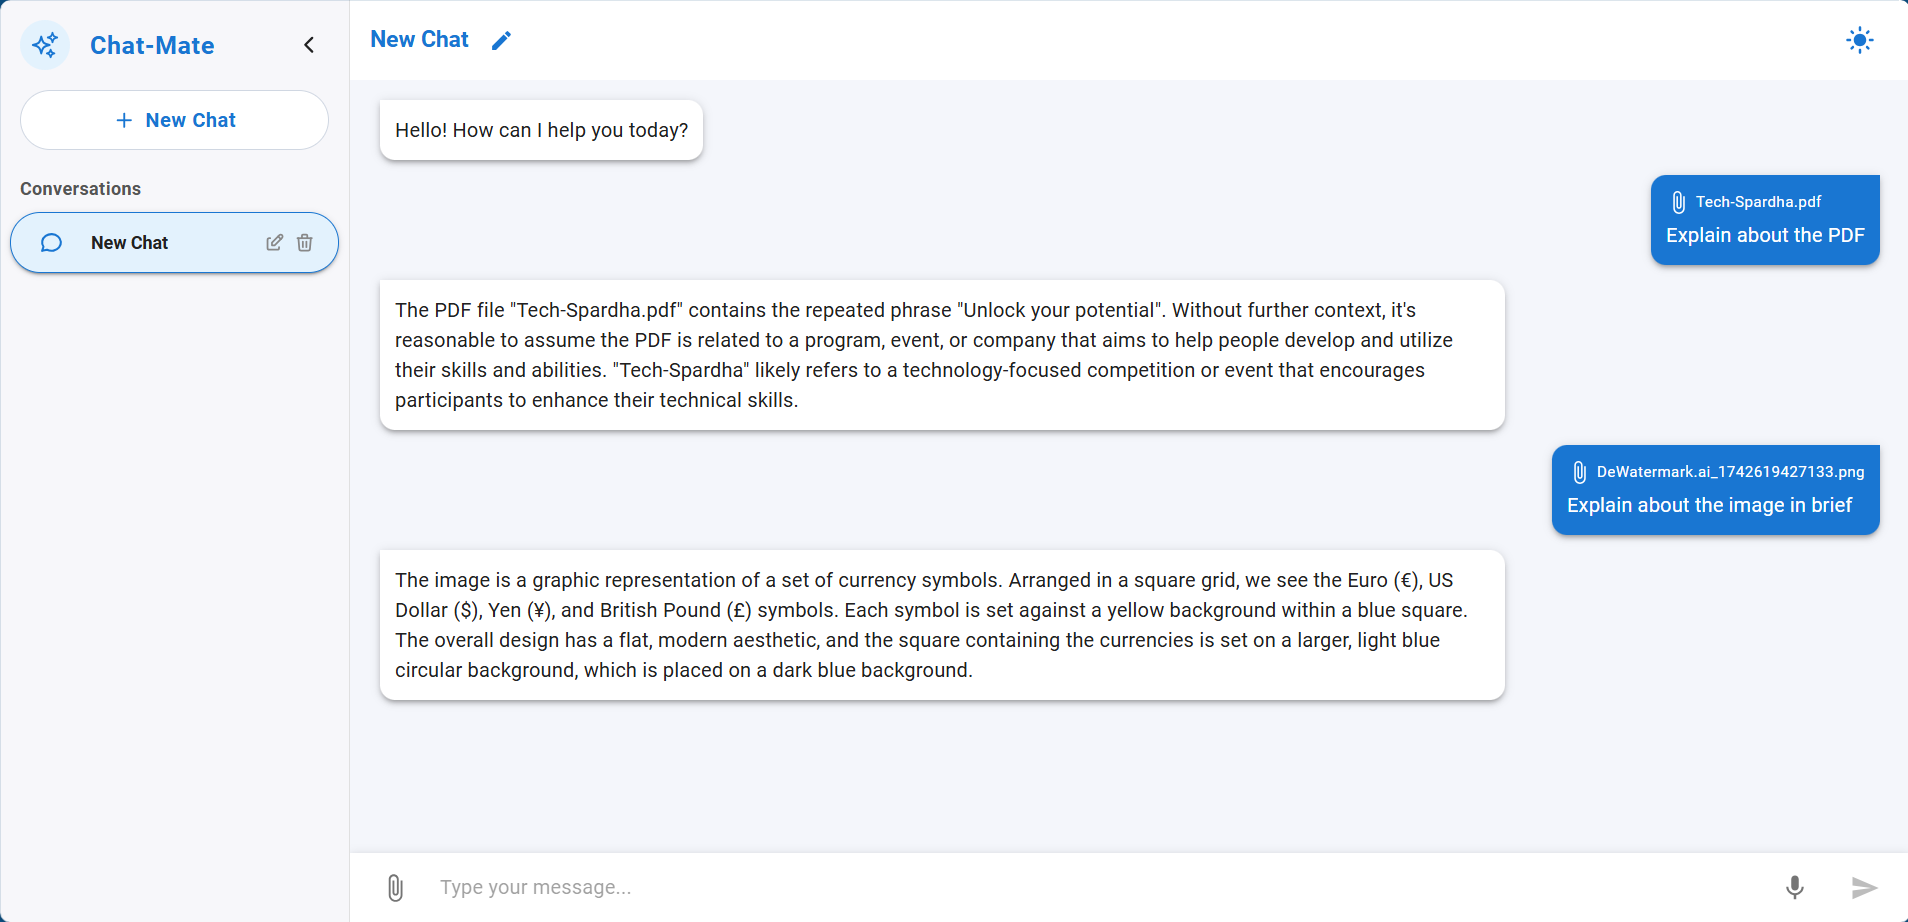 Chat-Mate
New Chat
Conversations
New Chat
New Chat
Hello! How can I help you today?
Tech-Spardha.pdf
Explain about the PDF
The PDF file "Tech-Spardha.pdf" contains the repeated phrase "Unlock your potential". Without further context, it's
reasonable to assume the PDF is related to a program, event, or company that aims to help people develop and utilize
their skills and abilities. "Tech-Spardha" likely refers to a technology-focused competition or event that encourages
participants to enhance their technical skills.
DeWatermark.ai_1742619427133.png
Explain about the image in brief
The image is a graphic representation of a set of currency symbols. Arranged in a square grid, we see the Euro (€), US
Dollar ($), Yen (¥), and British Pound (£) symbols. Each symbol is set against a yellow background within a blue square.
The overall design has a flat, modern aesthetic, and the square containing the currencies is set on a larger, light blue
circular background, which is placed on a dark blue background.
Type your message...